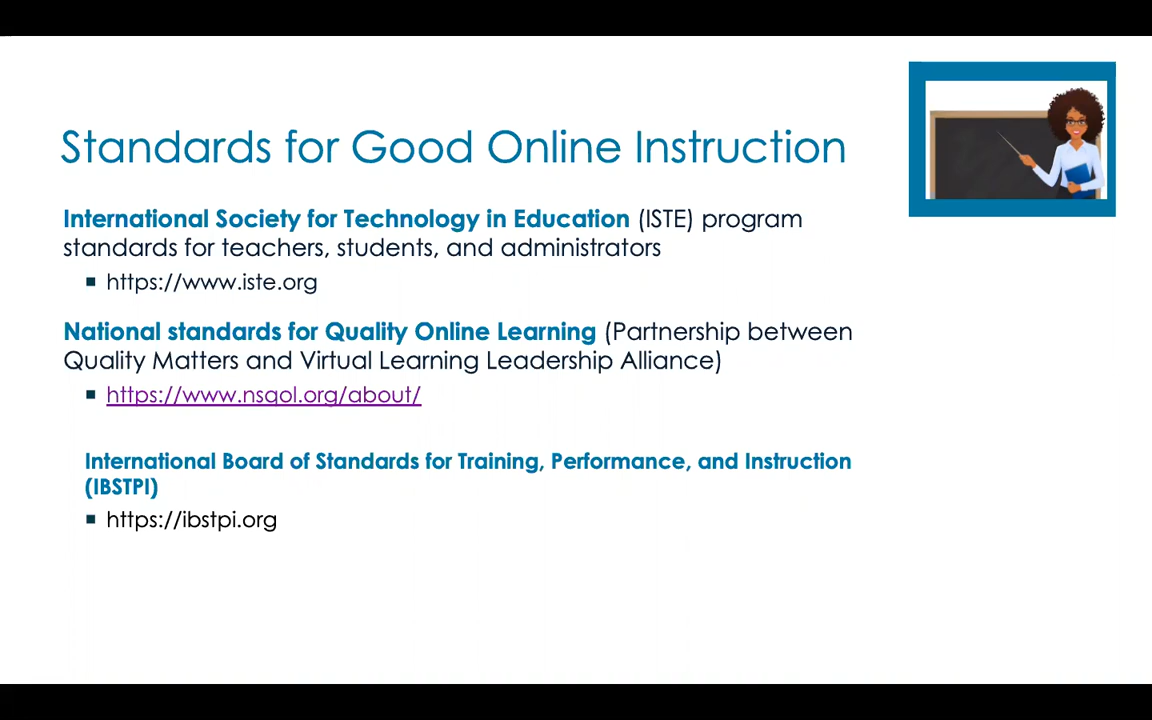 Standards for Good Online Instruction
International Society for Technology in Education (ISTE) program
standards for teachers, students, and administrators
https://www.iste.org
National standards for Quality Online Learning (Partnership between
Quality Matters and Virtual Learning Leadership Alliance)
https://www.nsqol.org/about/
International Board of Standards for Training, Performance, and Instruction
(IBSTPI)
https://ibstpi.org